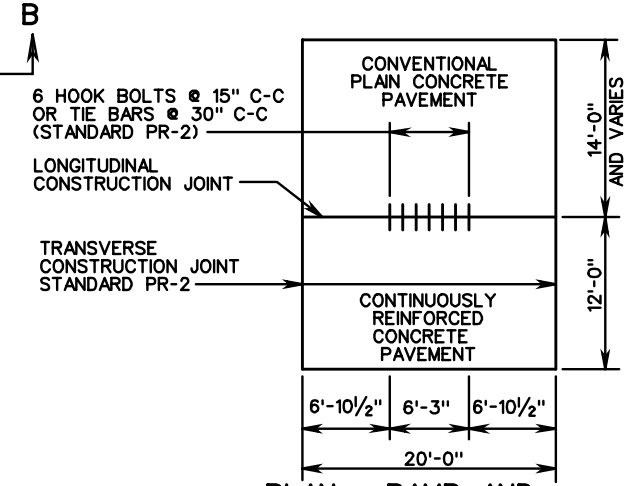 B
CONVENTIONAL
PLAIN CONCRETE
PAVEMENT
6 HOOK BOLTS @ 15" C-C
OR TIE BARS @ 30" C-C
(STANDARD PR-2)
14'-0"
AND VARIES
LONGITUDINAL
CONSTRUCTION JOINT
TRANSVERSE
CONSTRUCTION JOINT
STANDARD PR-2
12'-0"
CONTINUOUSLY
REINFORCED
CONCRETE
PAVEMENT
6'-10½" 6'-3" 6'-10½"
20'-0"